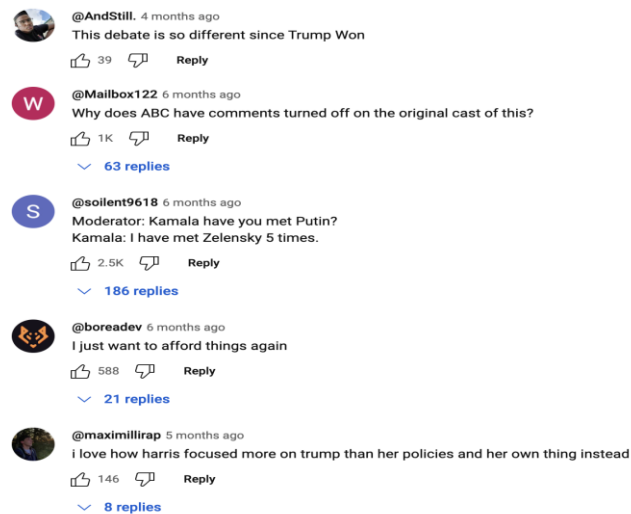 @AndStill. 4 months ago
This debate is so different since Trump Won
39 Reply
W
@Mailbox122 6 months ago
Why does ABC have comments turned off on the original cast of this?
1K Reply
63 replies
S
@soilent9618 6 months ago
Moderator: Kamala have you met Putin?
Kamala: I have met Zelensky 5 times.
2.5K Reply
186 replies
@boreadev 6 months ago
I just want to afford things again
588 Reply
21 replies
@maximillirap 5 months ago
i love how harris focused more on trump than her policies and her own thing instead
146 Reply
8 replies